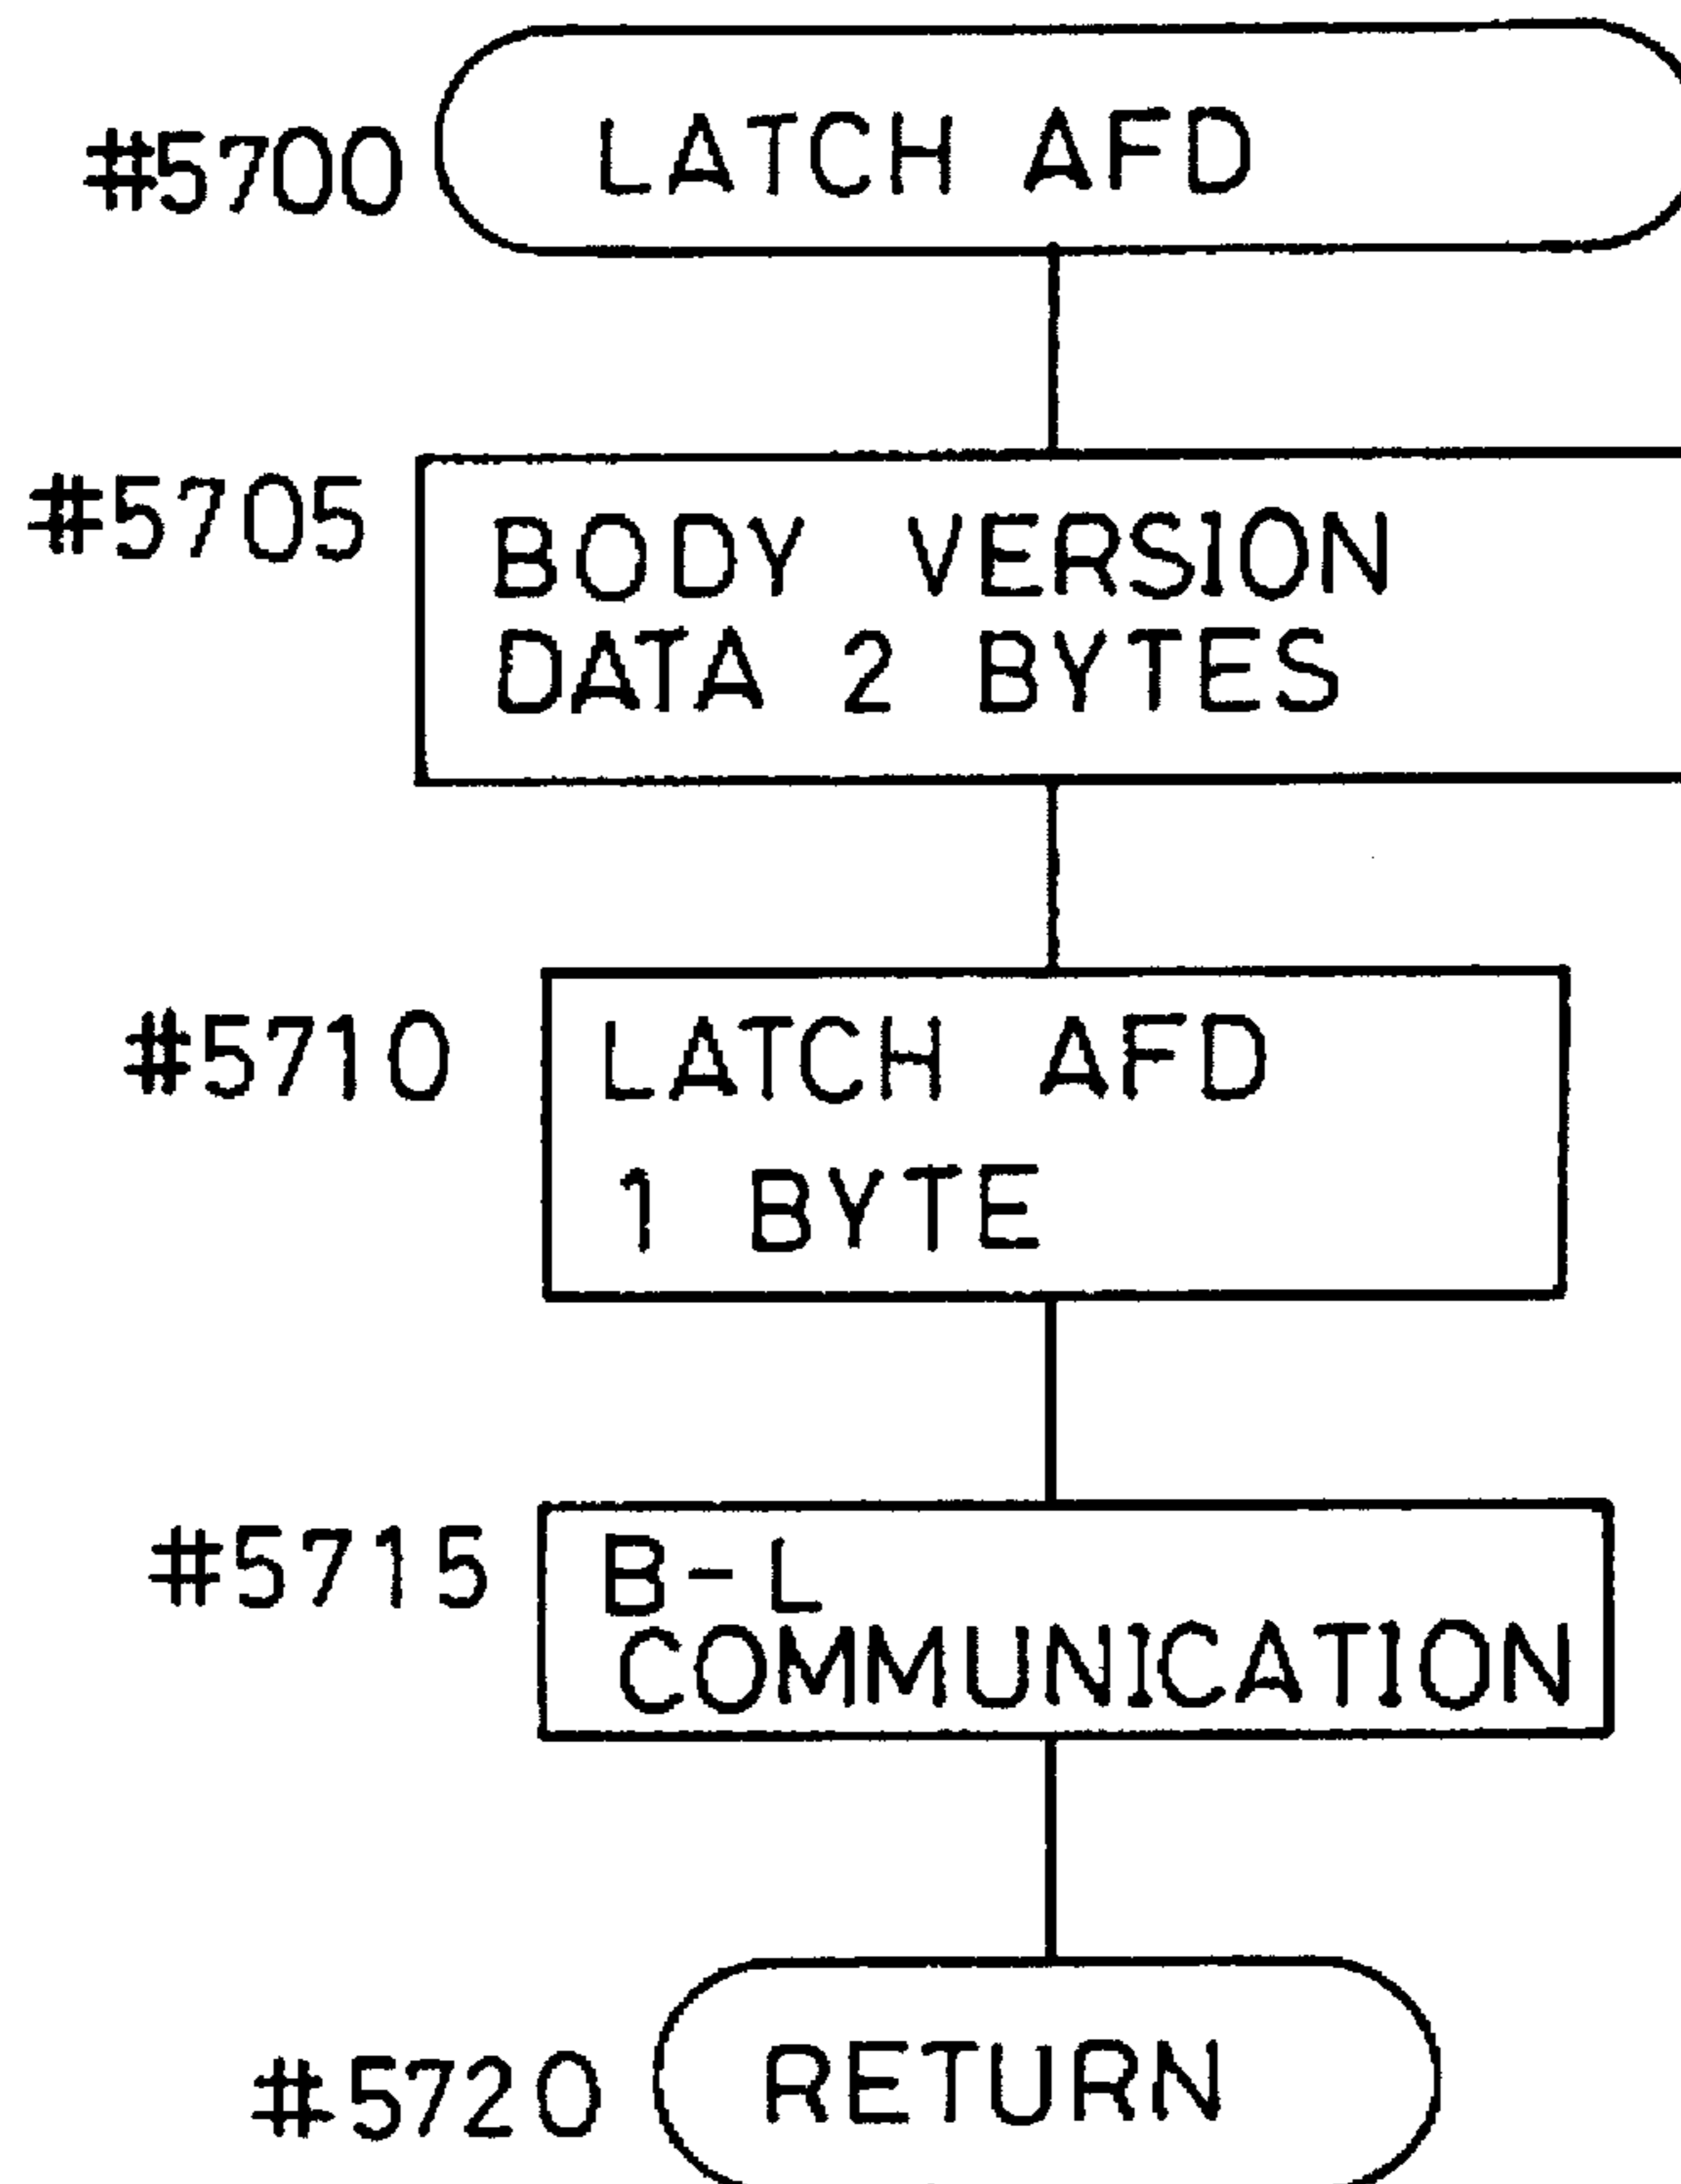 #5700 LATCH AFD
#5705 BODY VERSION
DATA 2 BYTES
#5710 LATCH AFD
1 BYTE
#5715 B-L
COMMUNICATION
#5720 RETURN